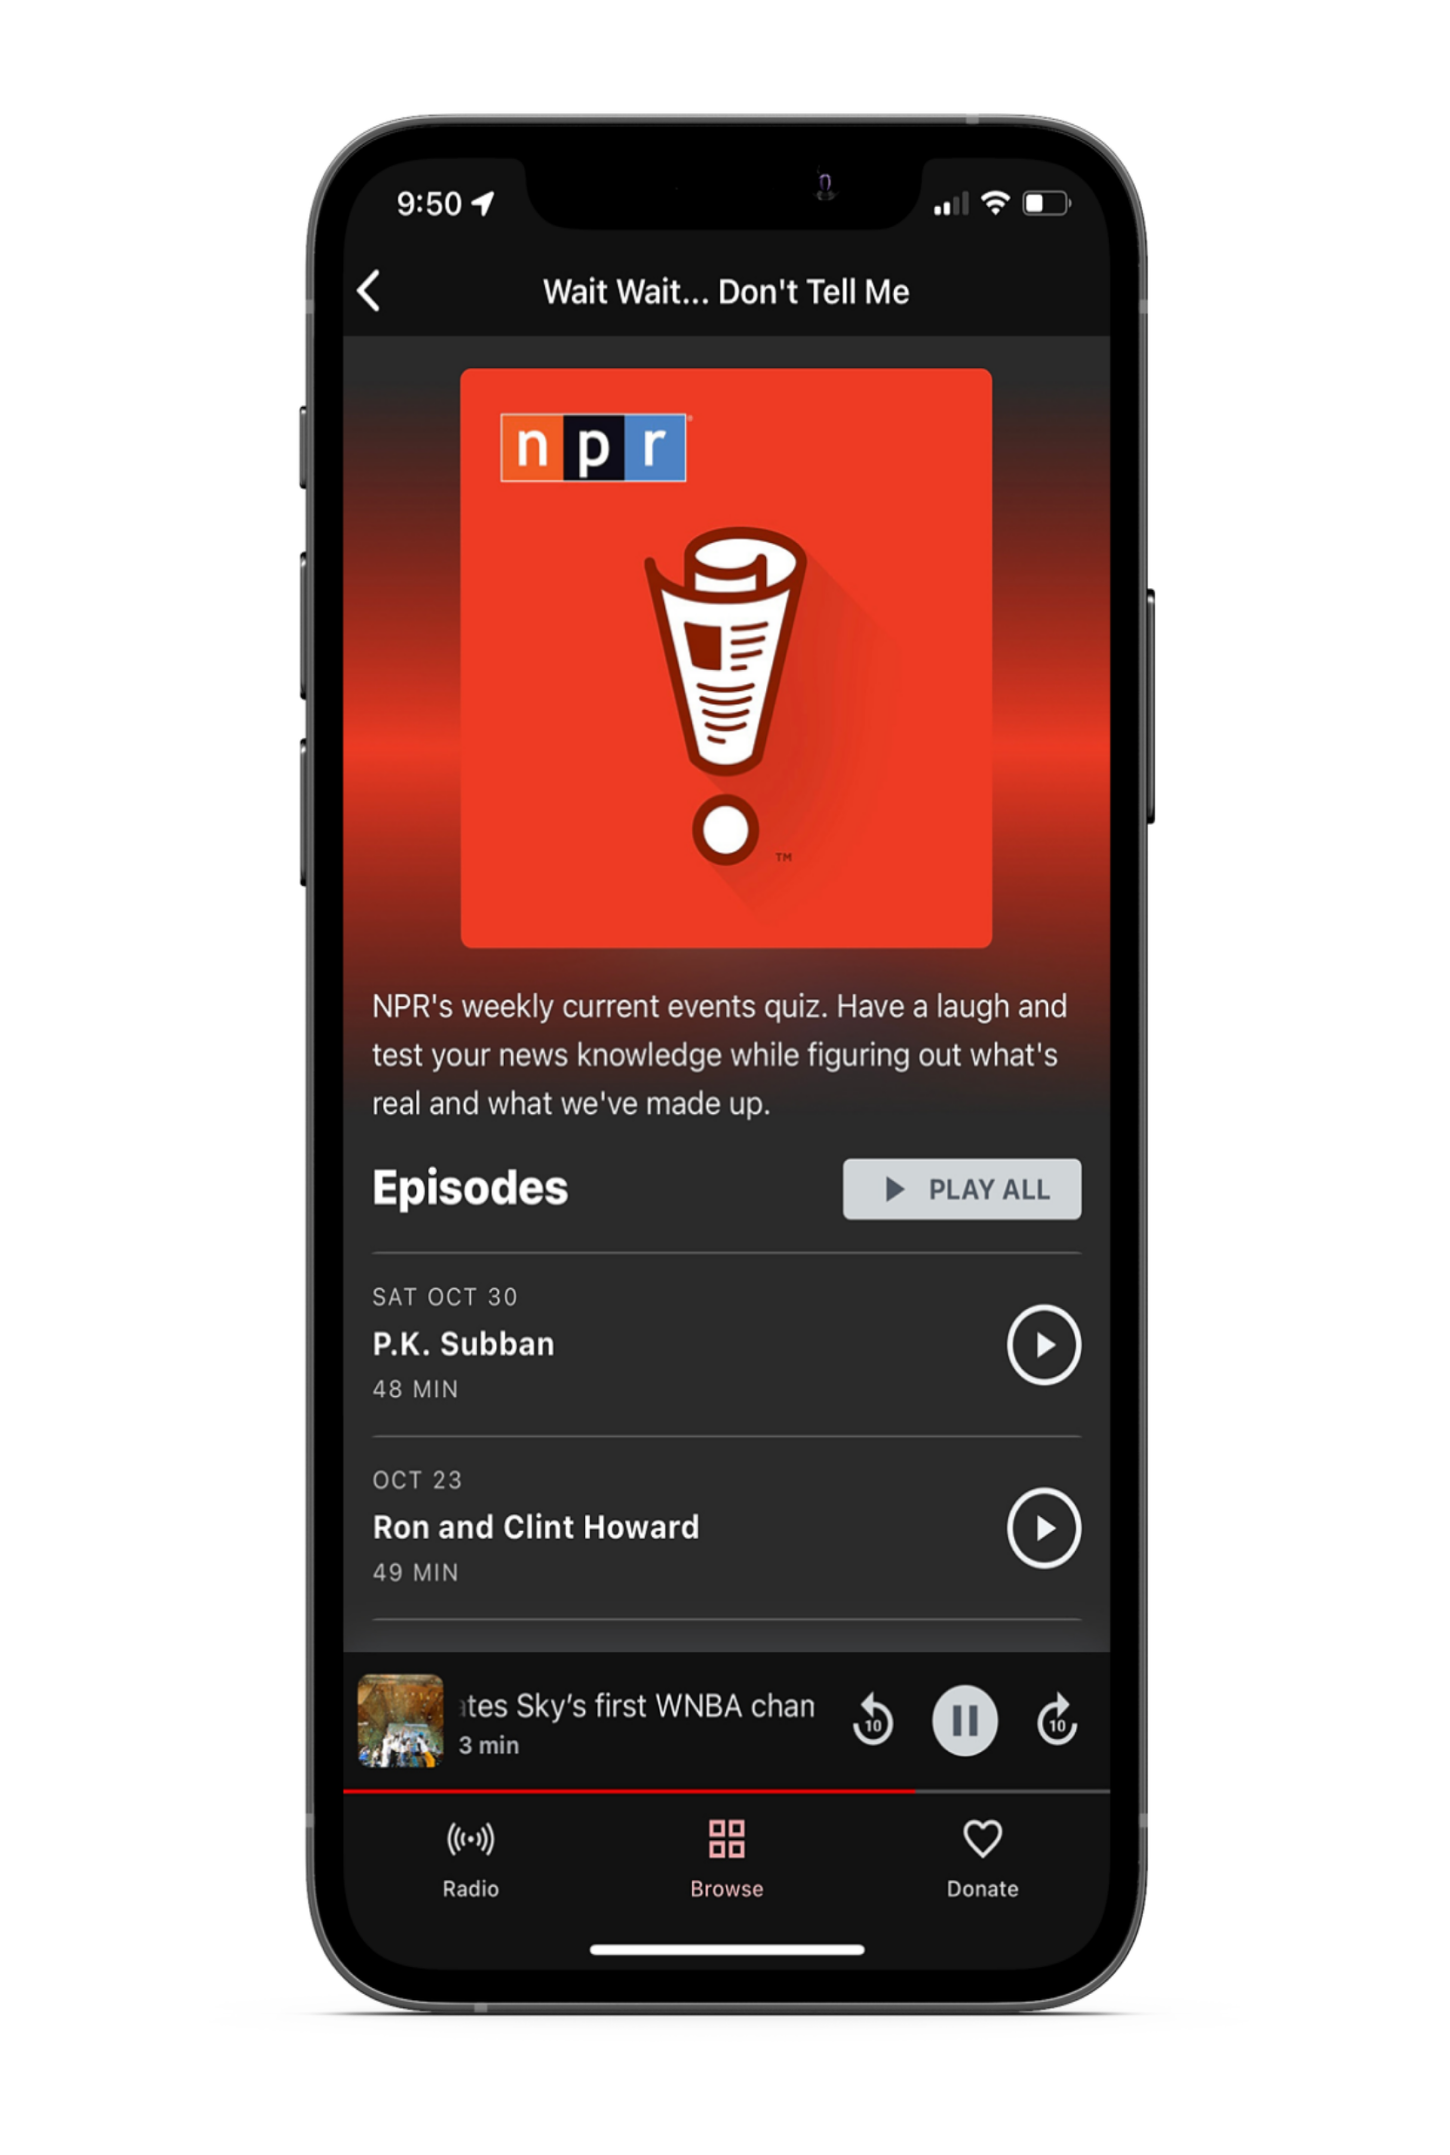 9:50
Wait Wait... Don't Tell Me
npr
TM
NPR's weekly current events quiz. Have a laugh and
test your news knowledge while figuring out what's
real and what we've made up.
Episodes
PLAY ALL
SAT OCT 30
P.K. Subban
48 MIN
OCT 23
Ron and Clint Howard
49 MIN
ates Sky’s first WNBA chan
3 min
10
10
Radio
Browse
Donate